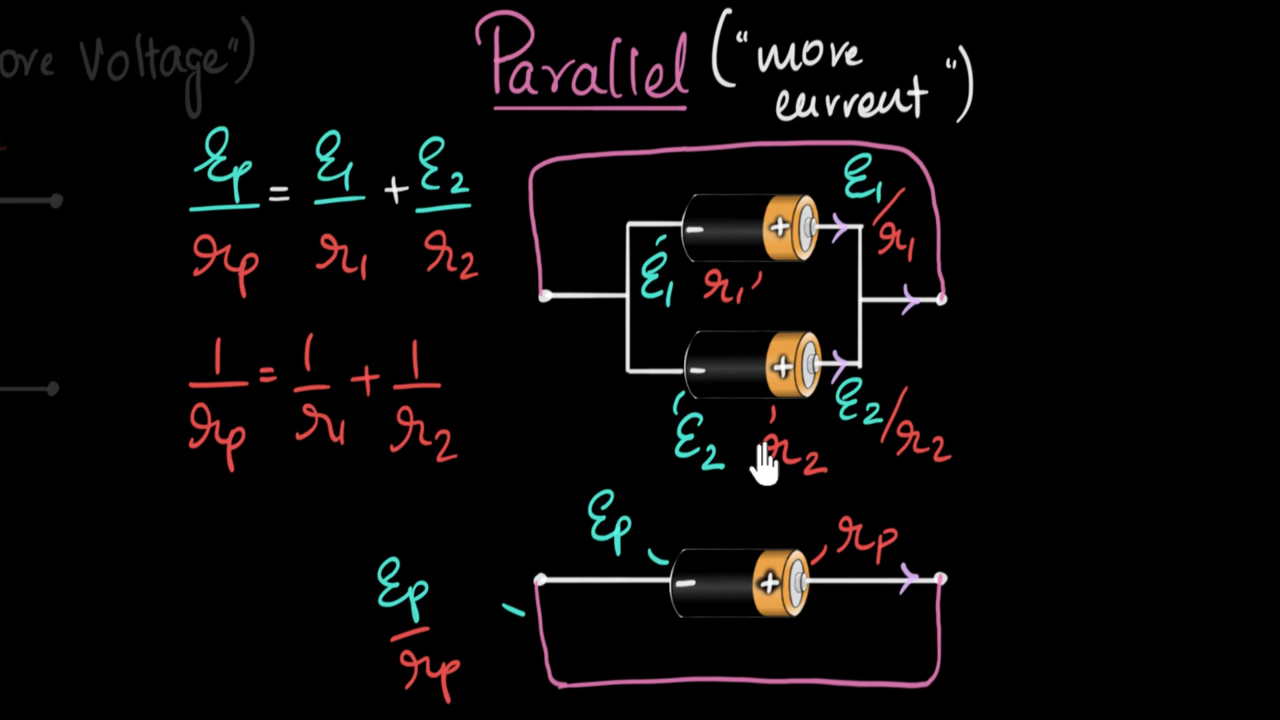 ore Voltage")
Parallel ("more current")
εp/rp = ε1/r1 + ε2/r2
1/rp = 1/r1 + 1/r2
ε1/r1
- +
ε1 r1
- +
ε2/r2
ε2 r2
εp rp
- +
εp/rp